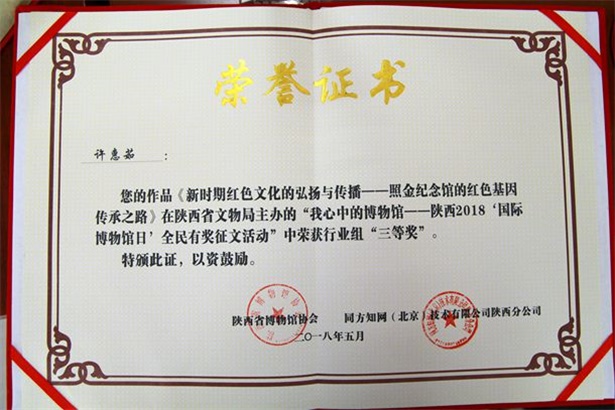 荣誉证书
许惠茹：
您的作品《新时期红色文化的弘扬与传播——照金纪念馆的红色基因
传承之路》在陕西省文物局主办的“我心中的博物馆——陕西2018‘国际
博物馆日’全民有奖征文活动”中荣获行业组“三等奖”。
特颁此证，以资鼓励。
陕西省博物馆协会 同方知网（北京）技术有限公司陕西分公司
二〇一八年五月